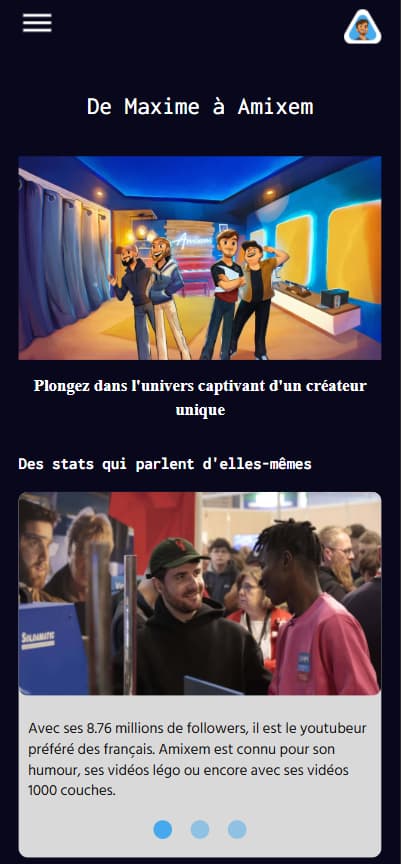 De Maxime à Amixem
Amixem
Plongez dans l'univers captivant d'un créateur
unique
Des stats qui parlent d'elles-mêmes
SOLDAMATIC
Avec ses 8.76 millions de followers, il est le youtubeur
préféré des français. Amixem est connu pour son
humour, ses vidéos légo ou encore avec ses vidéos
1000 couches.